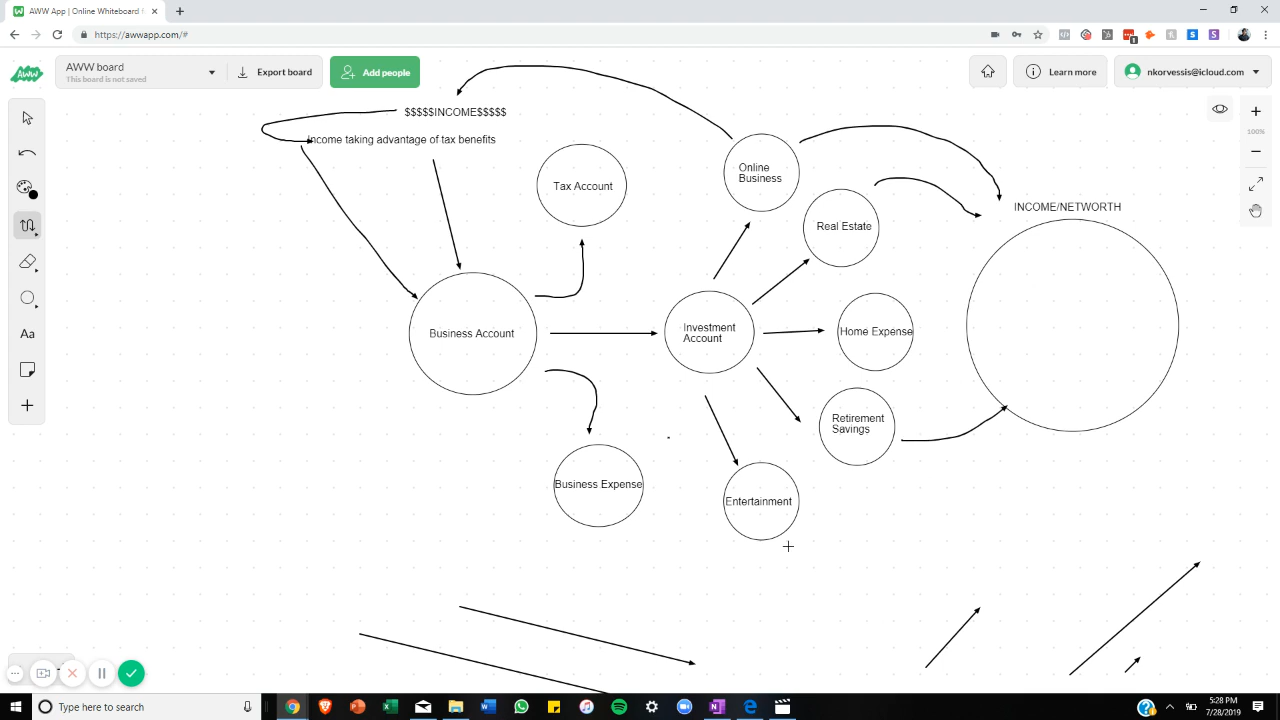 AWW App | Online Whiteboard f
https://awwapp.com/#
1
AWW
AWW board
This board is not saved
Export board
Add people
Learn more
nkorvessis@icloud.com
$$$$$INCOME$$$$$
Income taking advantage of tax benefits
Tax Account
Online
Business
Real Estate
INCOME/NETWORTH
100%
Business Account
Investment
Account
Home Expense
Retirement
Savings
Business Expense
Entertainment
Aa
Type here to search
5:28 PM
7/28/2019